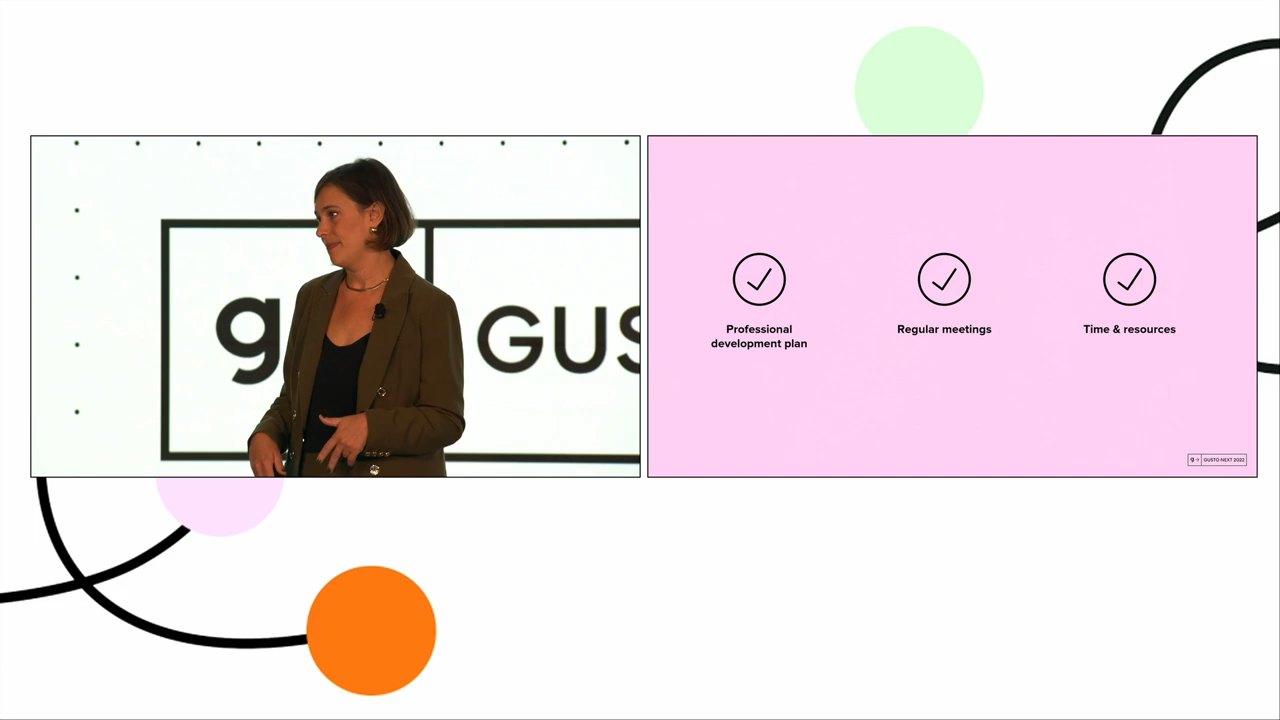 g
GUS
Professional
development plan
Regular meetings
Time & resources
g → GUSTO NEXT 2022